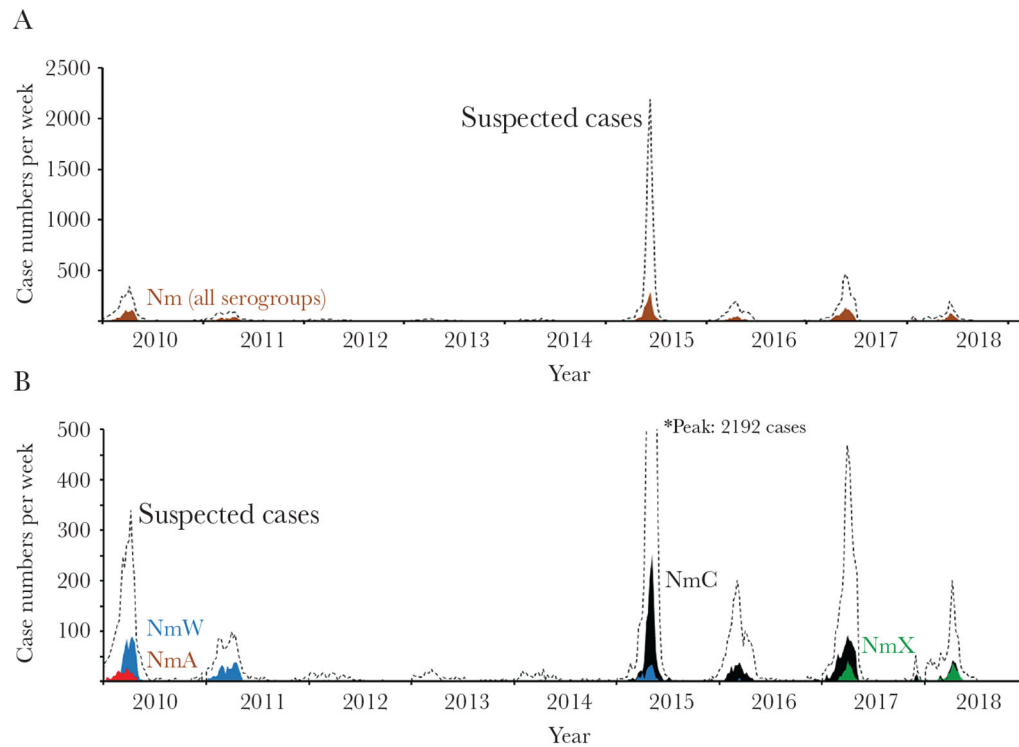 A
Case numbers per week
2500
2000
1500
1000
500
Suspected cases
Nm (all serogroups)
2010 2011 2012 2013 2014 2015 2016 2017 2018
Year
B
Case numbers per week
500
400
300
200
100
*Peak: 2192 cases
Suspected cases
NmC
NmW
NmA
NmX
2010 2011 2012 2013 2014 2015 2016 2017 2018
Year